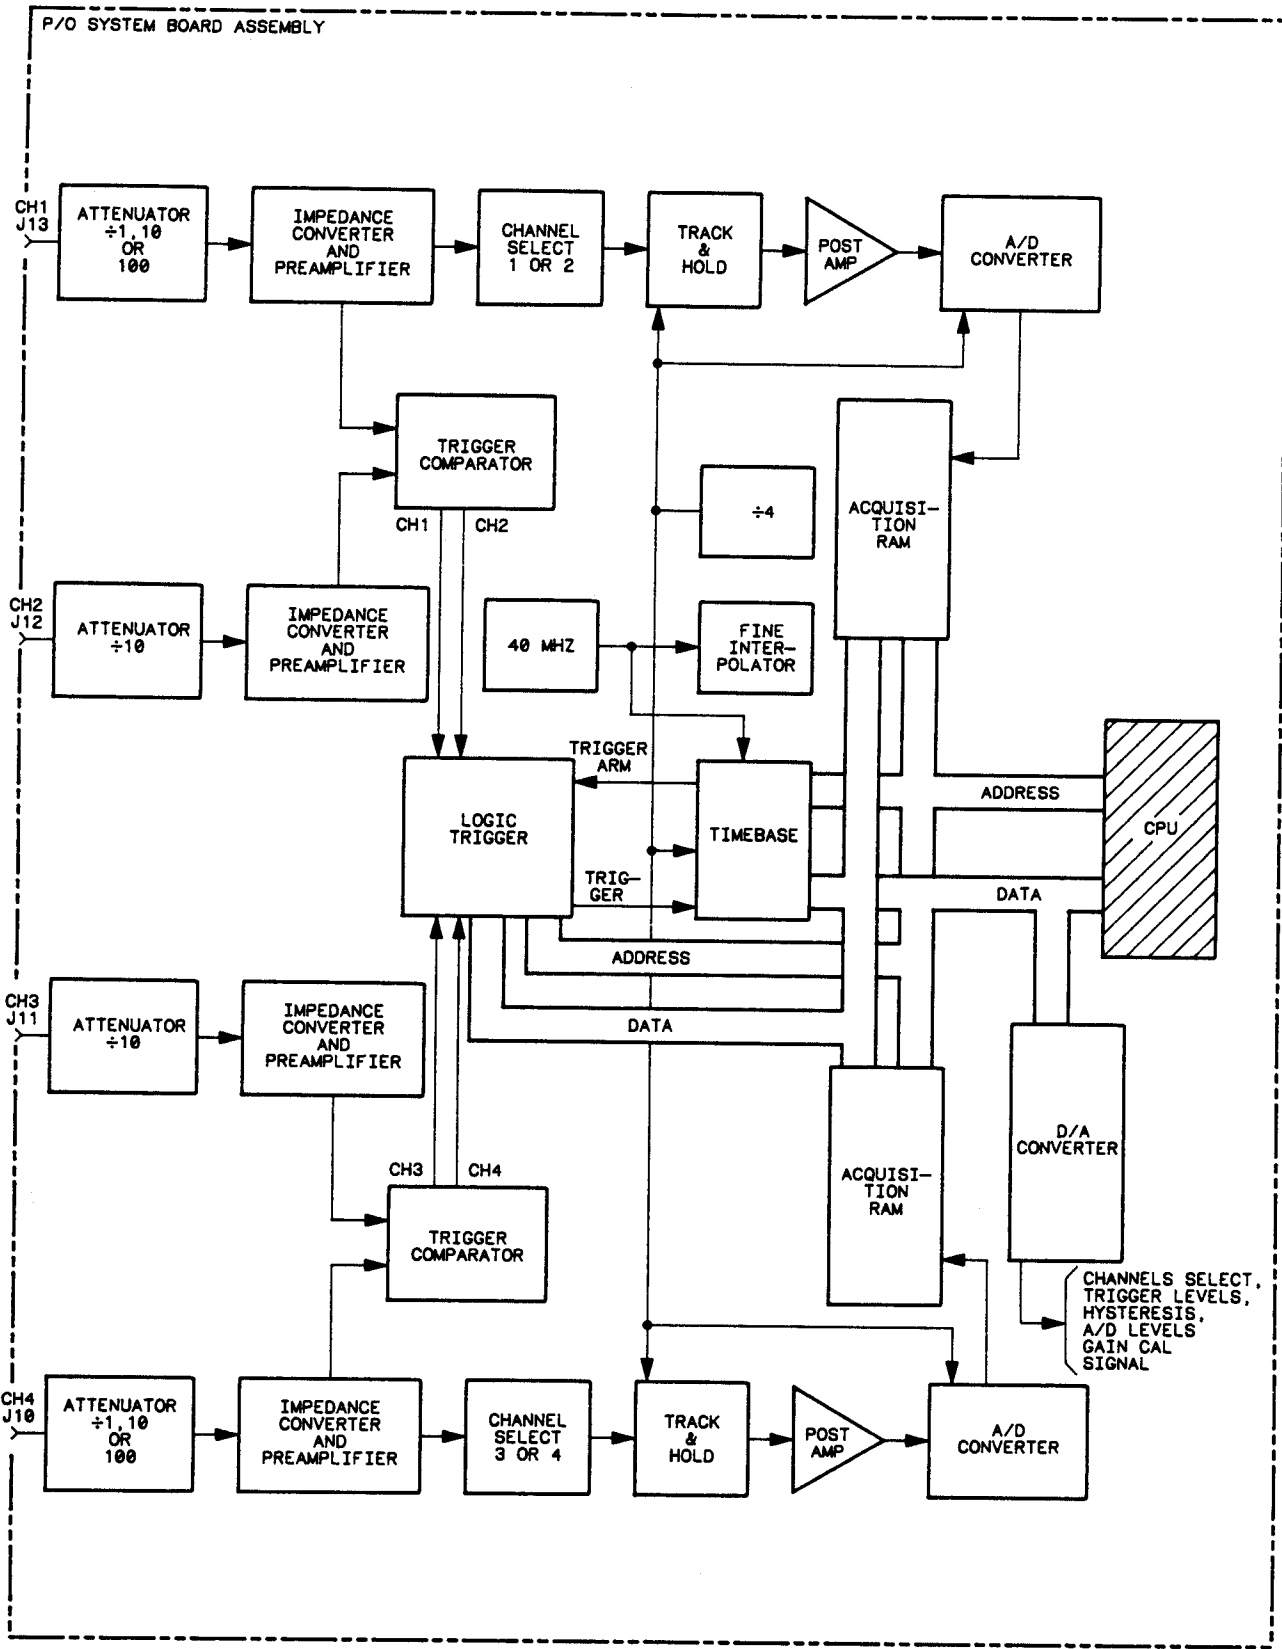 P/O SYSTEM BOARD ASSEMBLY
CH1
J13
ATTENUATOR
÷1,10
OR
100
IMPEDANCE
CONVERTER
AND
PREAMPLIFIER
CHANNEL
SELECT
1 OR 2
TRACK
&
HOLD
POST
AMP
A/D
CONVERTER
TRIGGER
COMPARATOR
CH1
CH2
÷4
ACQUISI-
TION
RAM
CH2
J12
ATTENUATOR
÷10
IMPEDANCE
CONVERTER
AND
PREAMPLIFIER
40 MHZ
FINE
INTER-
POLATOR
TRIGGER
ARM
LOGIC
TRIGGER
TIMEBASE
ADDRESS
CPU
TRIG-
GER
DATA
ADDRESS
DATA
CH3
J11
ATTENUATOR
÷10
IMPEDANCE
CONVERTER
AND
PREAMPLIFIER
CH3
CH4
TRIGGER
COMPARATOR
ACQUISI-
TION
RAM
D/A
CONVERTER
CHANNELS SELECT,
TRIGGER LEVELS,
HYSTERESIS,
A/D LEVELS
GAIN CAL
SIGNAL
CH4
J10
ATTENUATOR
÷1,10
OR
100
IMPEDANCE
CONVERTER
AND
PREAMPLIFIER
CHANNEL
SELECT
3 OR 4
TRACK
&
HOLD
POST
AMP
A/D
CONVERTER